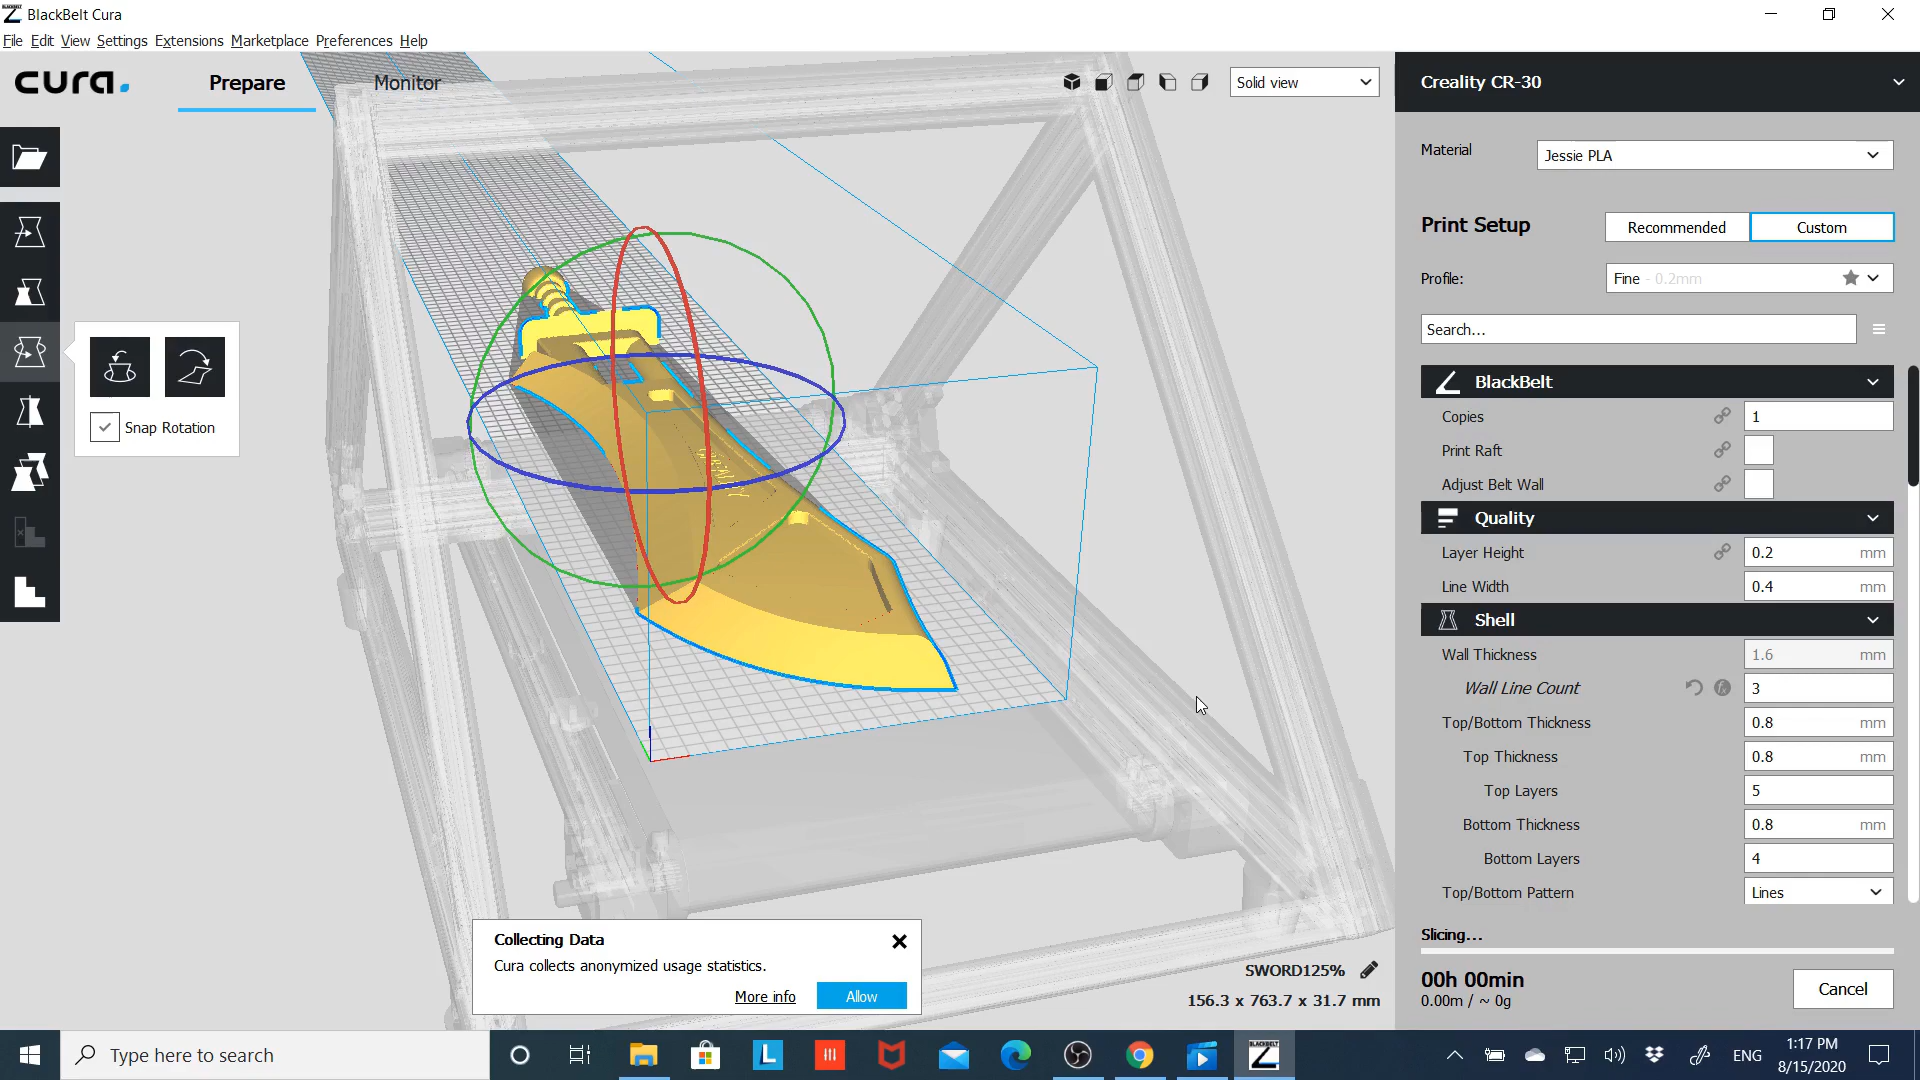 BlackBelt Cura
File Edit View Settings Extensions Marketplace Preferences Help
cura.
Prepare
Monitor
Solid view
Snap Rotation
Collecting Data
Cura collects anonymized usage statistics.
More info
Allow
SWORD125%
156.3 x 763.7 x 31.7 mm
Creality CR-30
Material
Jessie PLA
Print Setup
Recommended
Custom
Profile:
Fine - 0.2mm
Search...
BlackBelt
Copies
1
Print Raft
Adjust Belt Wall
Quality
Layer Height
0.2 mm
Line Width
0.4 mm
Shell
Wall Thickness
1.6 mm
Wall Line Count
3
Top/Bottom Thickness
0.8 mm
Top Thickness
0.8 mm
Top Layers
5
Bottom Thickness
0.8 mm
Bottom Layers
4
Top/Bottom Pattern
Lines
Slicing...
00h 00min
0.00m / ~ 0g
Cancel
Type here to search
L
BLACKBELT
ENG
1:17 PM
8/15/2020